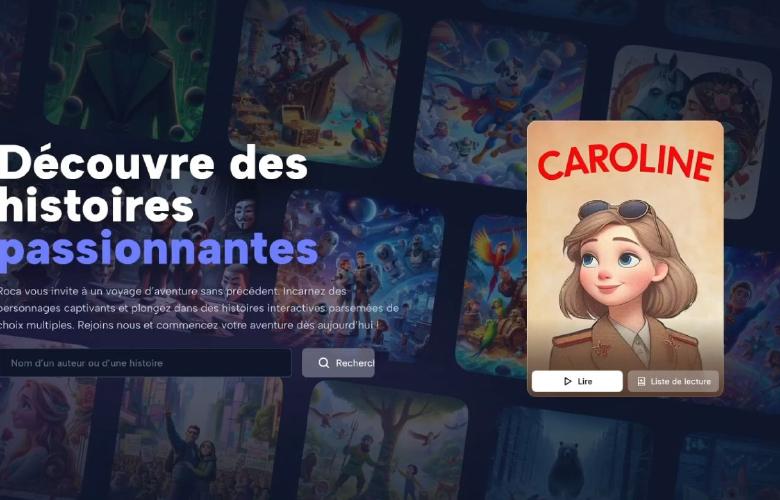 Découvre des
histoires
passionnantes
Roca vous invite à un voyage d'aventure sans précédent. Incarnez des
personnages captivants et plongez dans des histoires interactives parsemées de
choix multiples. Rejoins nous et commencez votre aventure dès aujourd'hui !
Nom d'un auteur ou d'une histoire
Recherc
CAROLINE
Lire
Liste de lecture